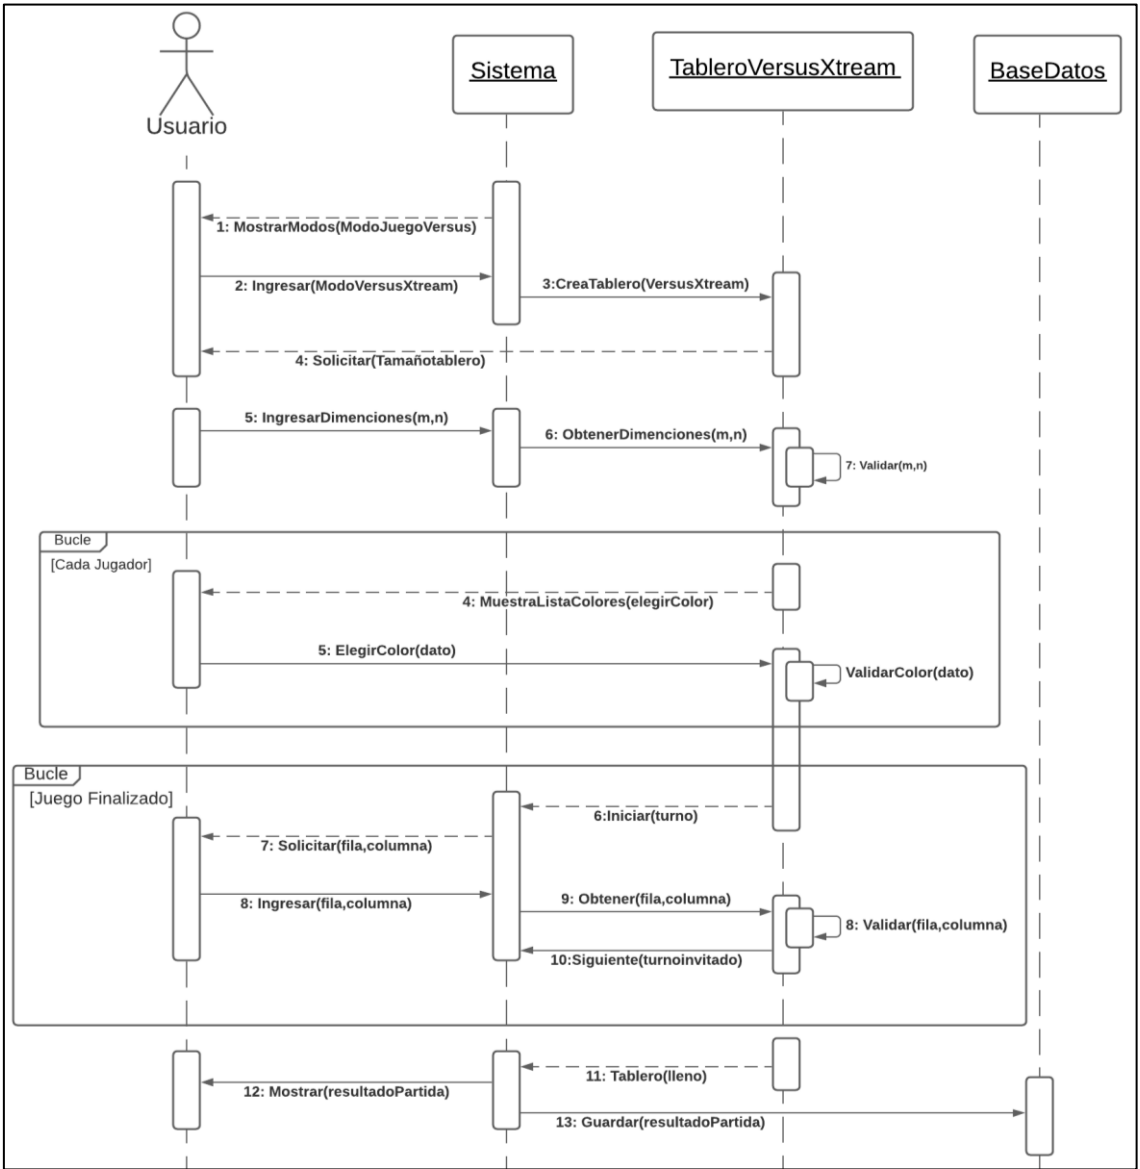 Usuario
Sistema
TableroVersusXtream
BaseDatos
1: MostrarModos(ModoJuegoVersus)
2: Ingresar(ModoVersusXtream)
3:CreaTablero(VersusXtream)
4: Solicitar(Tamañotablero)
5: IngresarDimenciones(m,n)
6: ObtenerDimenciones(m,n)
7: Validar(m,n)
Bucle
[Cada Jugador]
4: MuestraListaColores(elegirColor)
5: ElegirColor(dato)
ValidarColor(dato)
Bucle
[Juego Finalizado]
6:Iniciar(turno)
7: Solicitar(fila,columna)
8: Ingresar(fila,columna)
9: Obtener(fila,columna)
8: Validar(fila,columna)
10:Siguiente(turnoinvitado)
11: Tablero(lleno)
12: Mostrar(resultadoPartida)
13: Guardar(resultadoPartida)